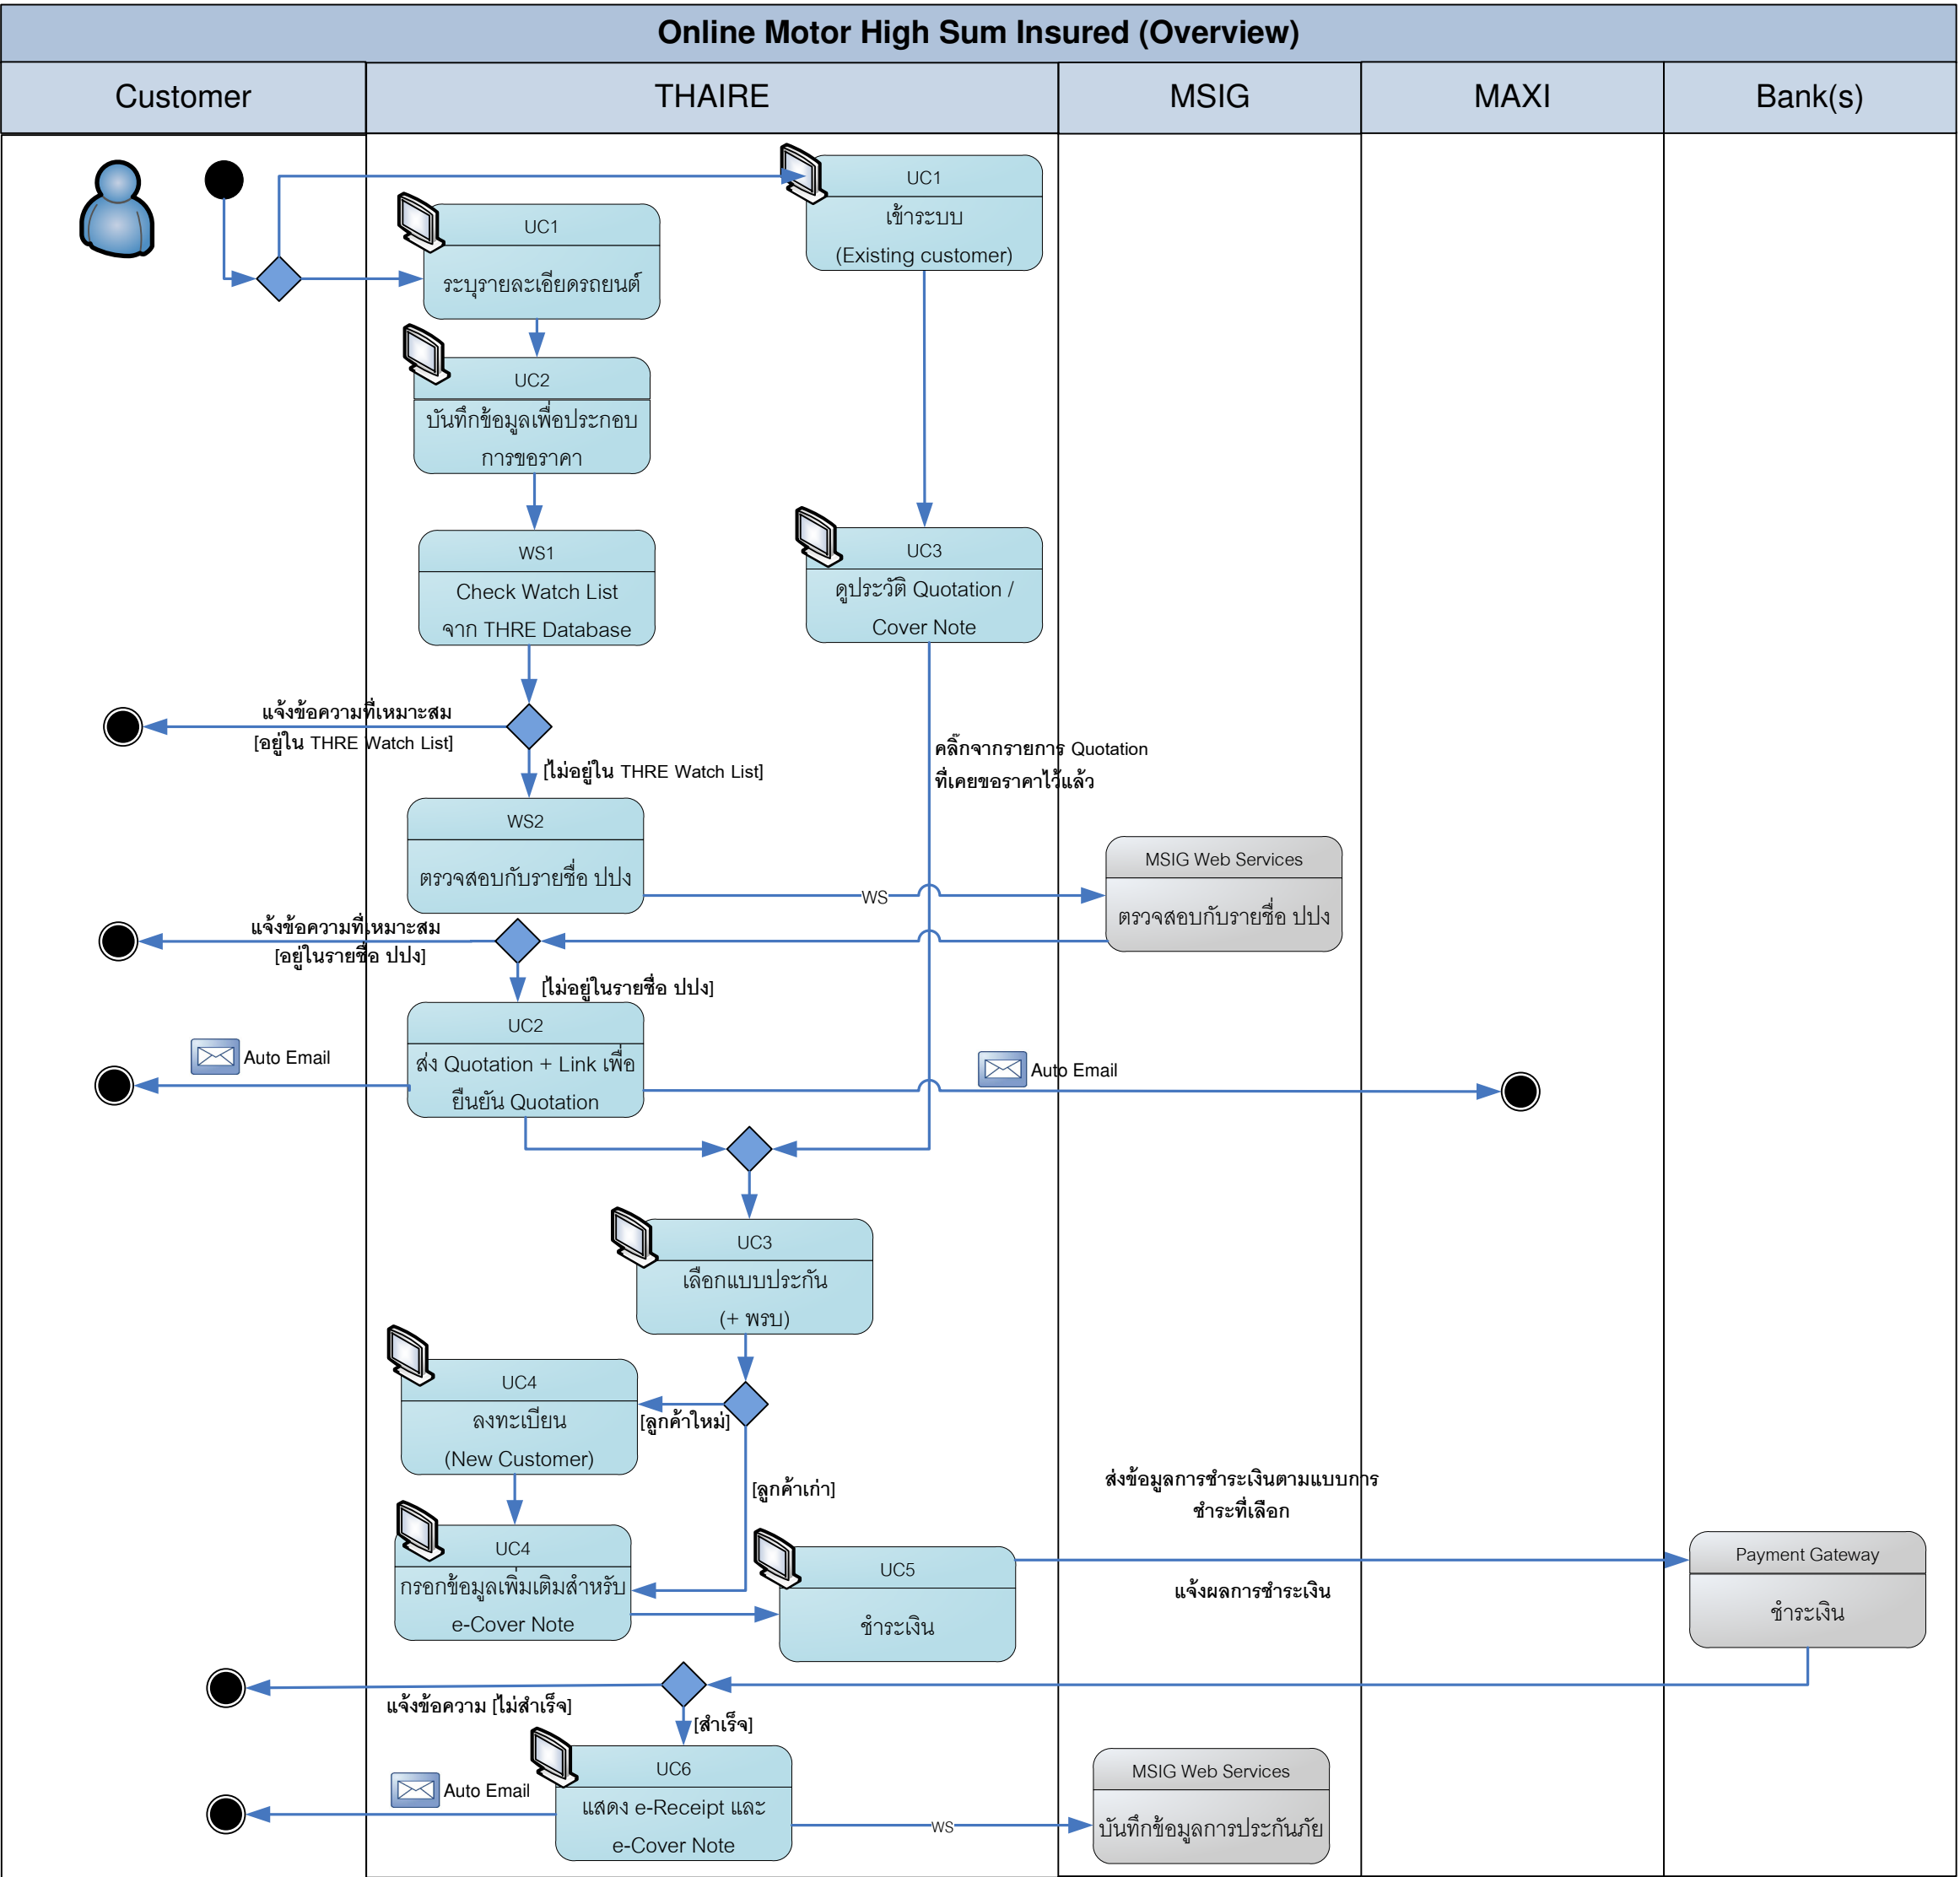 Online Motor High Sum Insured (Overview)
Customer
THAIRE
MSIG
MAXI
Bank(s)
UC1
เข้าระบบ
(Existing customer)
UC1
ระบุรายละเอียดรถยนต์
UC2
บันทึกข้อมูลเพื่อประกอบ
การขอราคา
WS1
Check Watch List
จาก THRE Database
UC3
ดูประวัติ Quotation /
Cover Note
แจ้งข้อความที่เหมาะสม
[อยู่ใน THRE Watch List]
[ไม่อยู่ใน THRE Watch List]
คลิ๊กจากรายการ Quotation
ที่เคยขอราคาไว้แล้ว
WS2
ตรวจสอบกับรายชื่อ ปปง
WS
MSIG Web Services
ตรวจสอบกับรายชื่อ ปปง
แจ้งข้อความที่เหมาะสม
[อยู่ในรายชื่อ ปปง]
[ไม่อยู่ในรายชื่อ ปปง]
UC2
ส่ง Quotation + Link เพื่อ
ยืนยัน Quotation
Auto Email
Auto Email
UC3
เลือกแบบประกัน
(+ พรบ)
UC4
ลงทะเบียน
(New Customer)
[ลูกค้าใหม่]
[ลูกค้าเก่า]
UC4
กรอกข้อมูลเพิ่มเติมสำหรับ
e-Cover Note
UC5
ชำระเงิน
ส่งข้อมูลการชำระเงินตามแบบการ
ชำระที่เลือก
แจ้งผลการชำระเงิน
Payment Gateway
ชำระเงิน
แจ้งข้อความ [ไม่สำเร็จ]
[สำเร็จ]
UC6
แสดง e-Receipt และ
e-Cover Note
Auto Email
WS
MSIG Web Services
บันทึกข้อมูลการประกันภัย